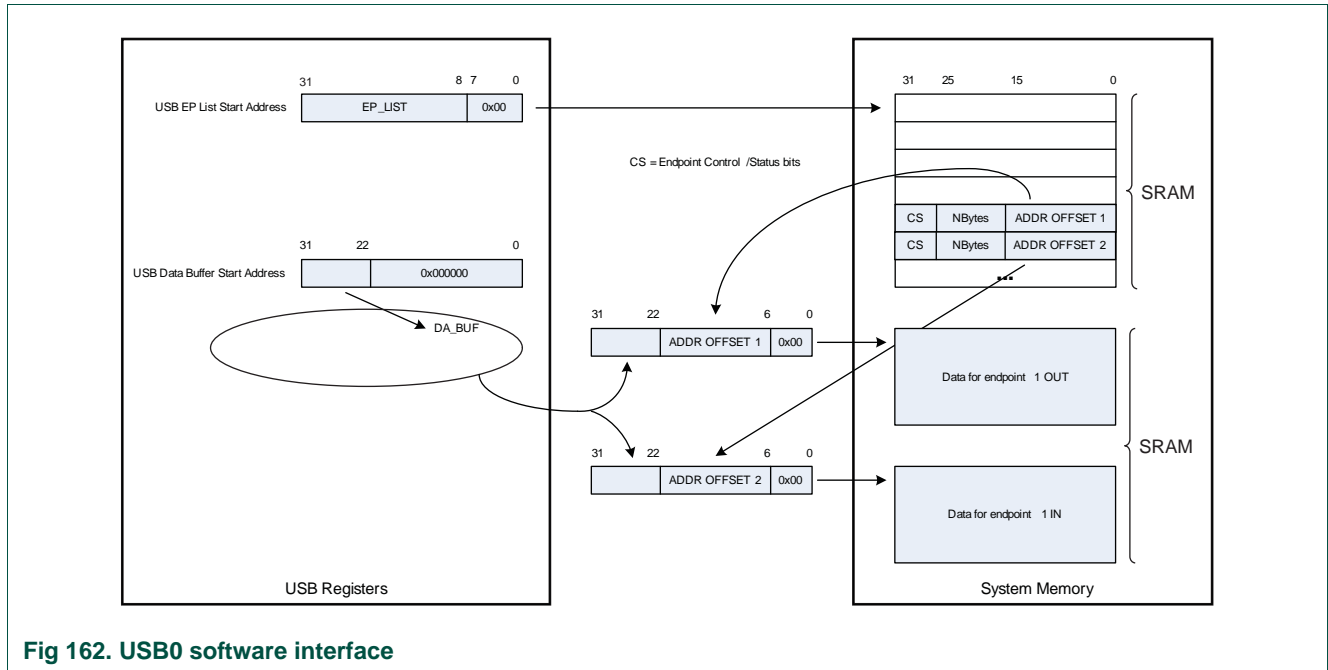 31 8 7 0
USB EP List Start Address EP_LIST 0x00
31 22 0
USB Data Buffer Start Address 0x000000
DA_BUF
USB Registers
CS = Endpoint Control /Status bits
31 22 6 0
ADDR OFFSET 1 0x00
31 22 6 0
ADDR OFFSET 2 0x00
31 25 15 0
CS NBytes ADDR OFFSET 1
CS NBytes ADDR OFFSET 2
...
SRAM
Data for endpoint 1 OUT
SRAM
Data for endpoint 1 IN
System Memory
Fig 162. USB0 software interface